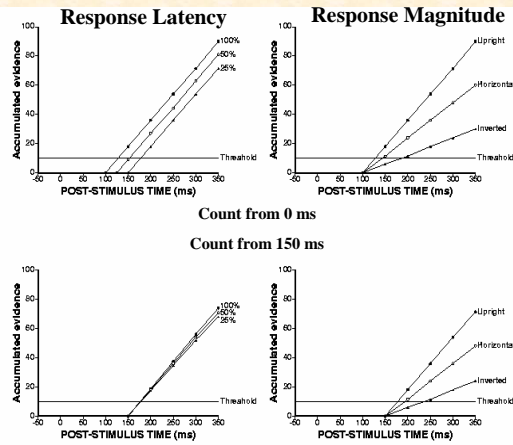 Response Latency
Response Magnitude
Accumulated evidence
100
80
60
40
20
0
100%
50%
25%
Threshold
-50 0 50 100 150 200 250 300 350
POST-STIMULUS TIME (ms)
Accumulated evidence
100
80
60
40
20
0
Upright
Horizonta
Inverted
Threshold
-50 0 50 100 150 200 250 300 350
POST-STIMULUS TIME (ms)
Count from 0 ms
Count from 150 ms
Accumulated evidence
100
80
60
40
20
0
100%
50%
25%
Threshold
-50 0 50 100 150 200 250 300 350
POST-STIMULUS TIME (ms)
Accumulated evidence
100
80
60
40
20
0
Upright
Horizonta
Inverted
Threshold
-50 0 50 100 150 200 250 300 350
POST-STIMULUS TIME (ms)